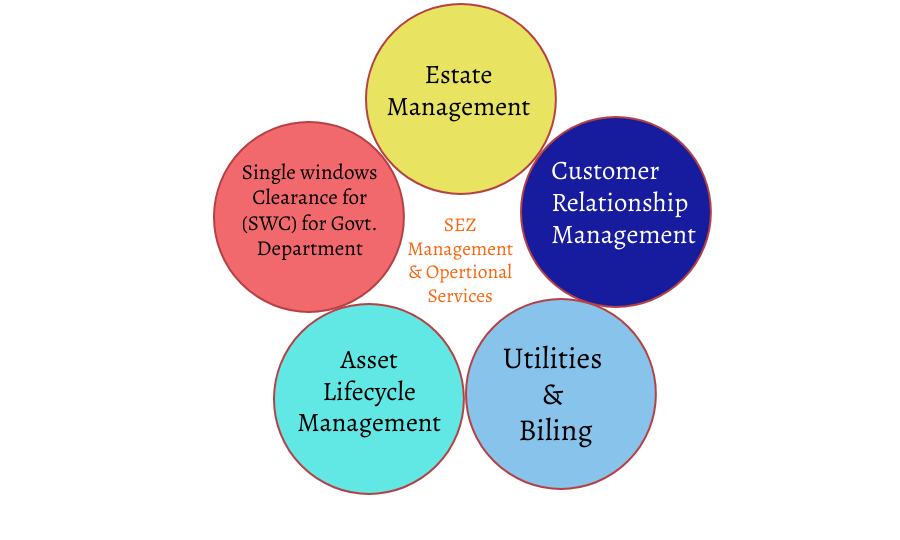 Estate
Management
Customer
Relationship
Management
Single windows
Clearance for
(SWC) for Govt.
Department
SEZ
Management
& Opertional
Services
Asset
Lifecycle
Management
Utilities
&
Biling